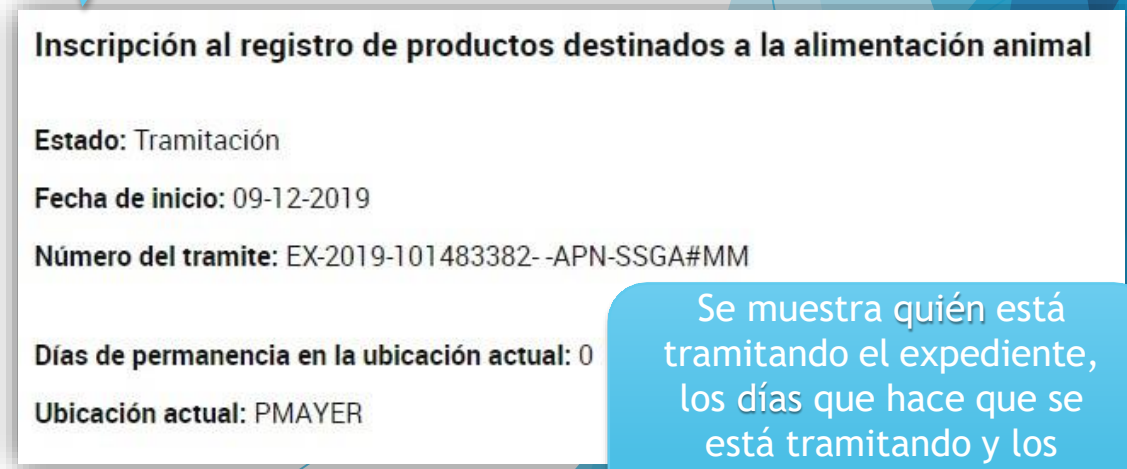 Inscripción al registro de productos destinados a la alimentación animal
Estado: Tramitación
Fecha de inicio: 09-12-2019
Número del tramite: EX-2019-101483382- -APN-SSGA#MM
Días de permanencia en la ubicación actual: 0
Ubicación actual: PMAYER
Se muestra quién está
tramitando el expediente,
los días que hace que se
está tramitando y los